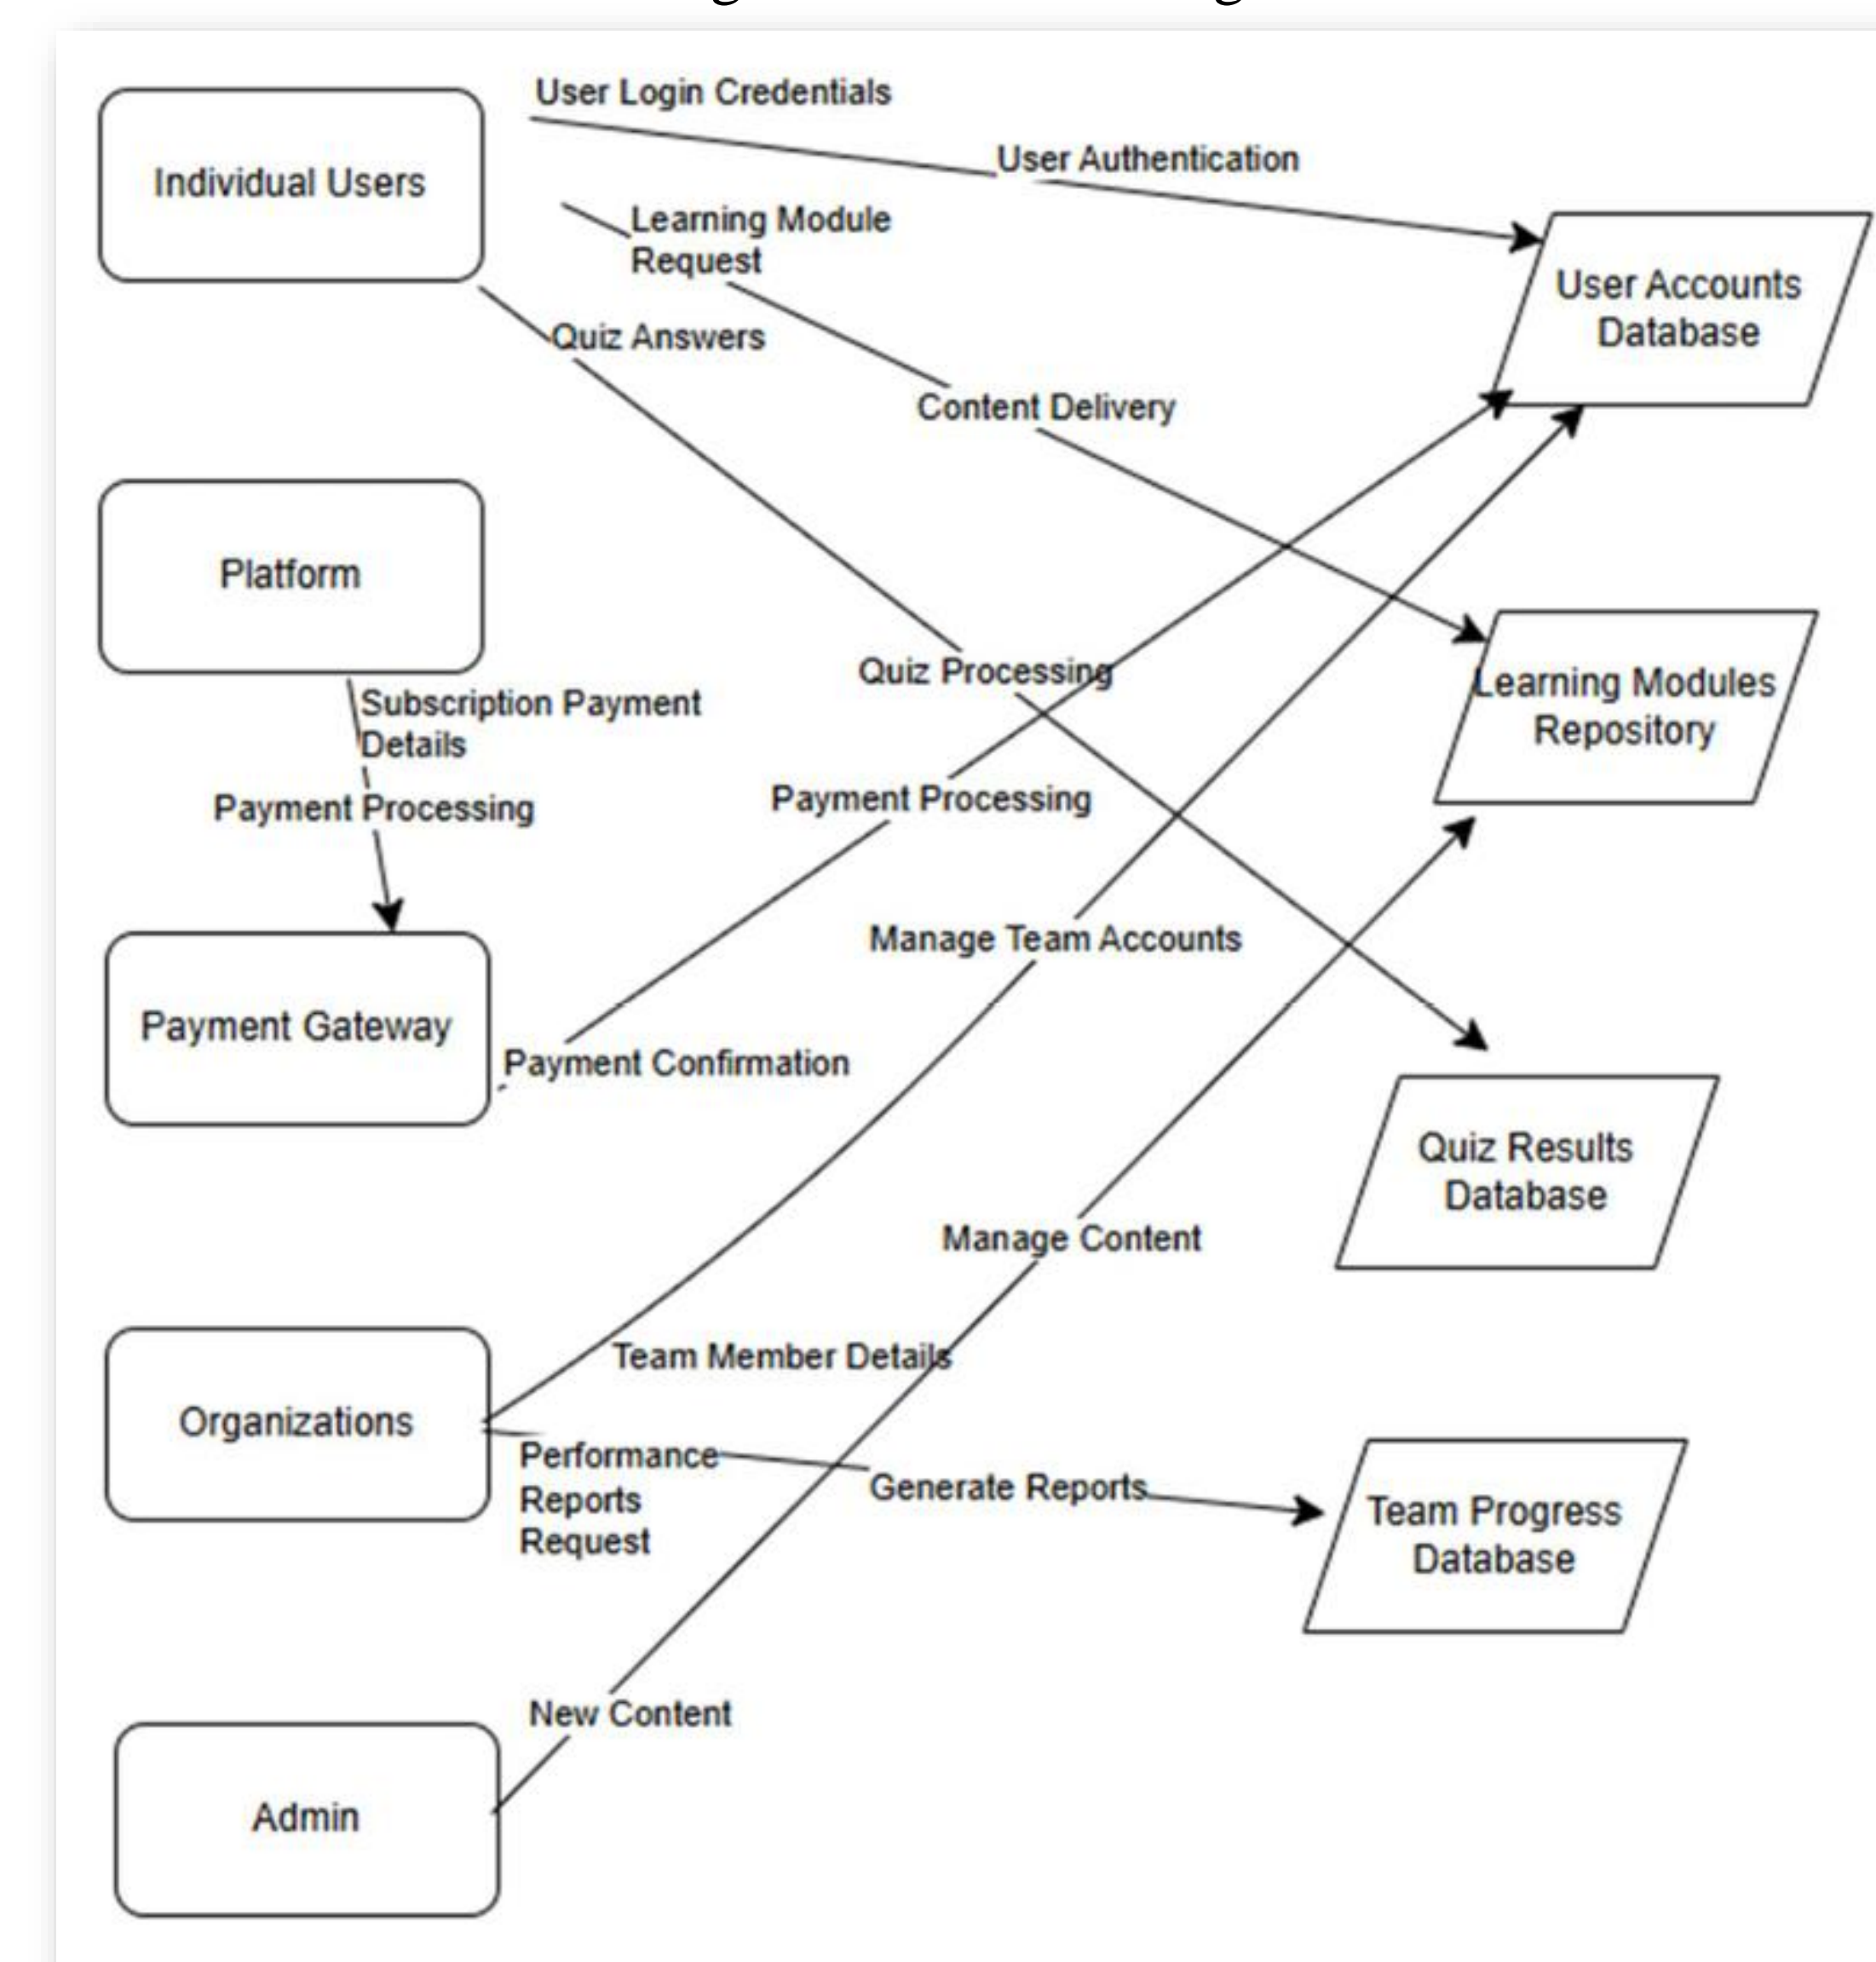 User Login Credentials
Individual Users
User Authentication
Learning Module
Request
User Accounts
Database
Quiz Answers
Content Delivery
Platform
Subscription Payment
Details
Payment Processing
Quiz Processing
Learning Modules
Repository
Payment Processing
Manage Team Accounts
Payment Gateway
Payment Confirmation
Quiz Results
Database
Manage Content
Team Member Details
Organizations
Performance
Reports
Request
Generate Reports
Team Progress
Database
New Content
Admin